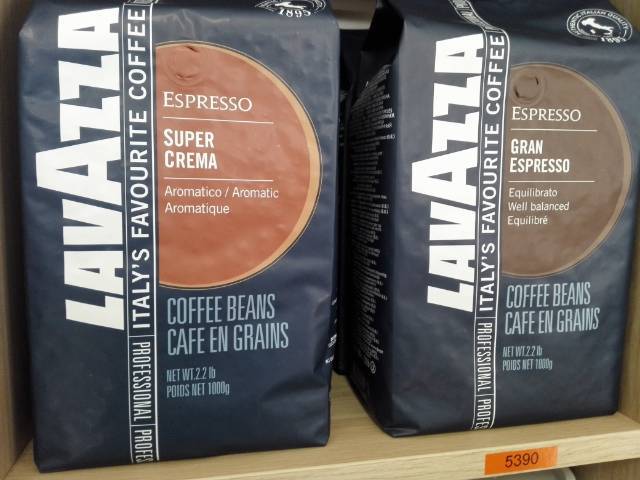 LAVAZZA
ITALY'S FAVOURITE COFFEE
PROFESSIONAL
1895
ESPRESSO
SUPER
CREMA
Aromatico / Aromatic
Aromatique
COFFEE BEANS
CAFE EN GRAINS
NET WT.2.2 lb
POIDS NET 1000g
LAVAZZA
ITALY'S FAVOURITE COFFEE
PROFESSIONAL
1895
ESPRESSO
GRAN
ESPRESSO
Equilibrato
Well balanced
Equilibré
COFFEE BEANS
CAFE EN GRAINS
NET WT.2.2 lb
POIDS NET 1000g
5390